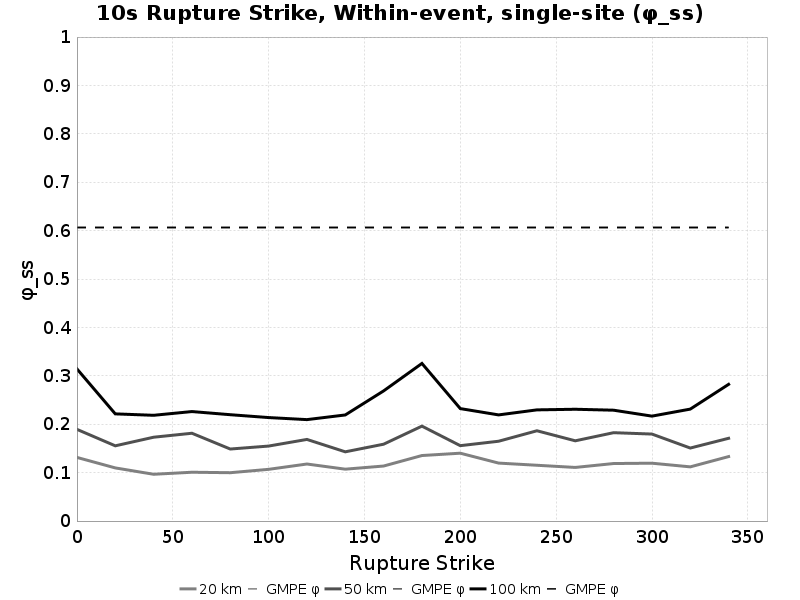 10s Rupture Strike, Within-event, single-site (φ_ss)
1
0.9
0.8
0.7
0.6
0.5
0.4
0.3
0.2
0.1
0
φ_ss
0 50 100 150 200 250 300 350
Rupture Strike
20 km GMPE φ 50 km GMPE φ 100 km GMPE φ